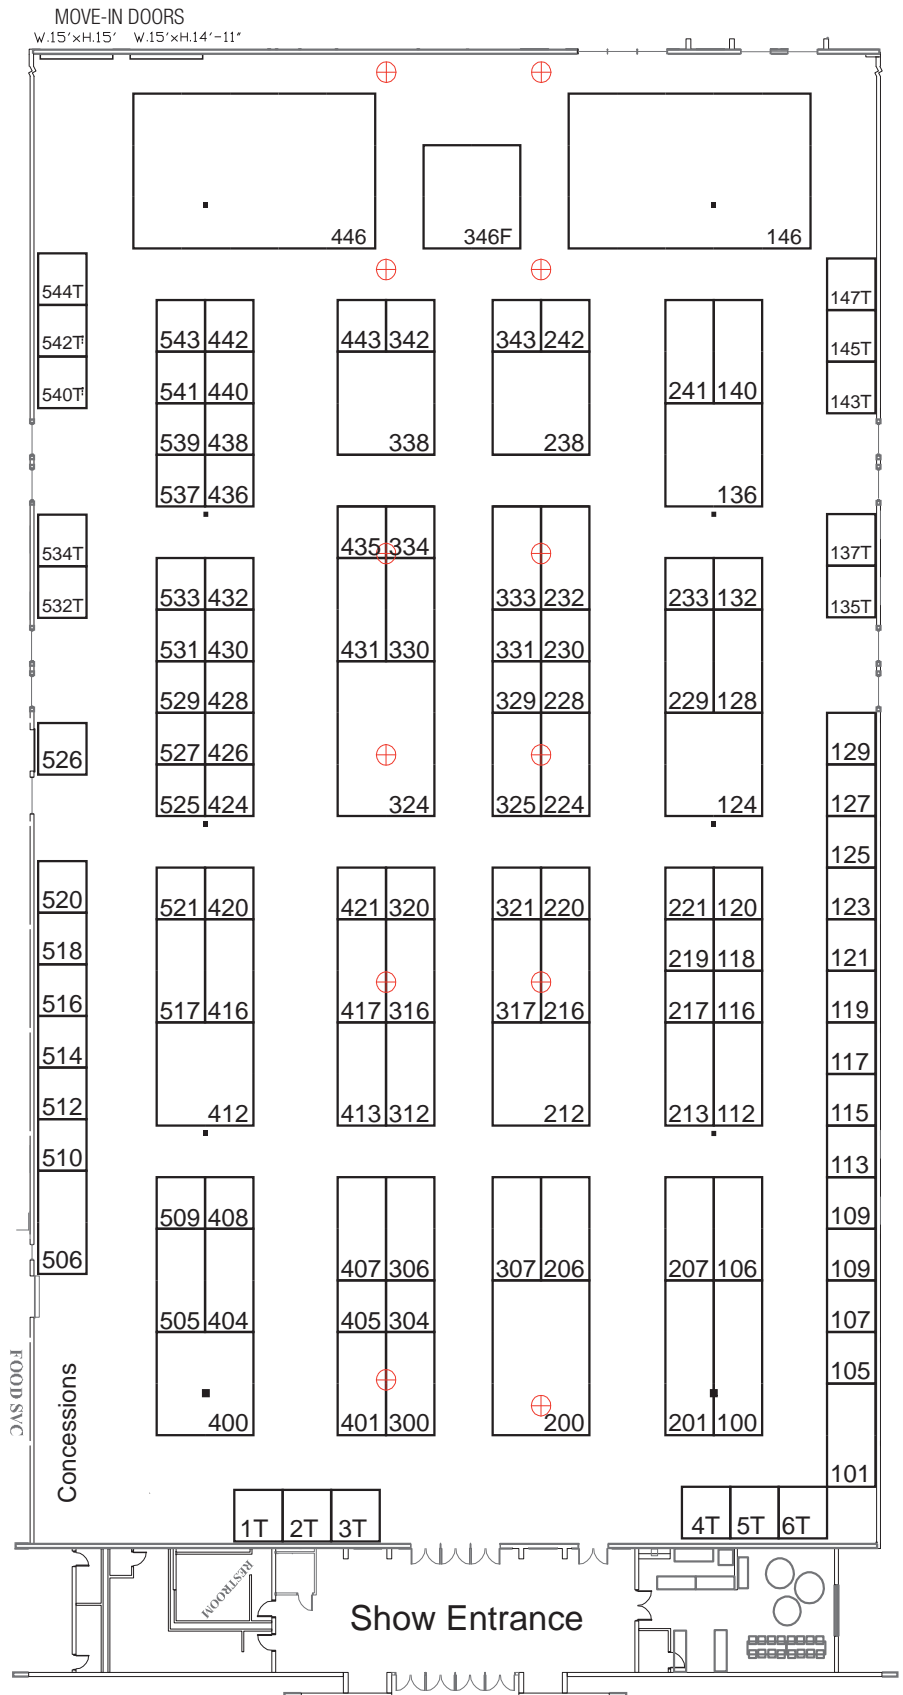 MOVE-IN DOORS
W.15'×H.15' W.15'×H.14'-11"
446 346F 146
544T 147T
543 442 443 342 343 242
542T 145T
541 440 241 140
540T 143T
539 438 338 238
537 436 136
435 334
534T 137T
533 432 333 232 233 132
532T 135T
531 430 431 330 331 230
529 428 329 228 229 128
526 527 426 129
525 424 324 325 224 124 127
125
520 521 420 421 320 321 220 221 120 123
518 219 118 121
516 517 416 417 316 317 216 217 116 119
514 117
512 412 413 312 212 213 112 115
510 113
509 408 109
506 407 306 307 206 207 106 109
505 404 405 304 107
105
400 401 300 200 201 100
FOOD SVC
Concessions
101
1T 2T 3T 4T 5T 6T
RESTROOM
Show Entrance